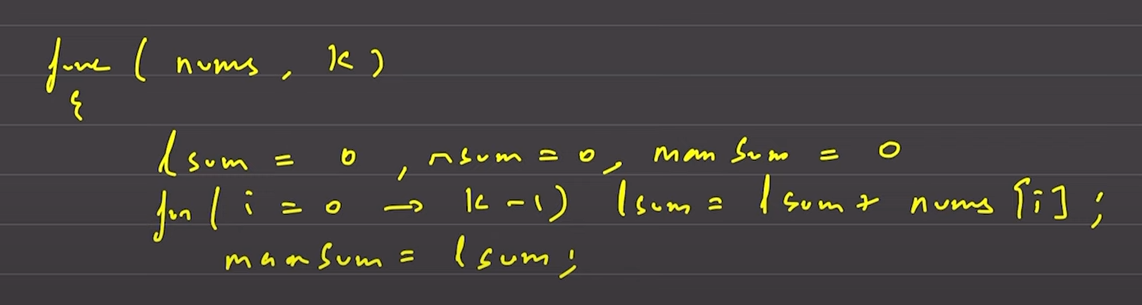 func ( nums , k )
{
lsum = 0 , rsum = 0, maxSum = 0
for ( i = 0 → k - 1 ) lsum = lsum + nums [i] ;
maxSum = lsum ;